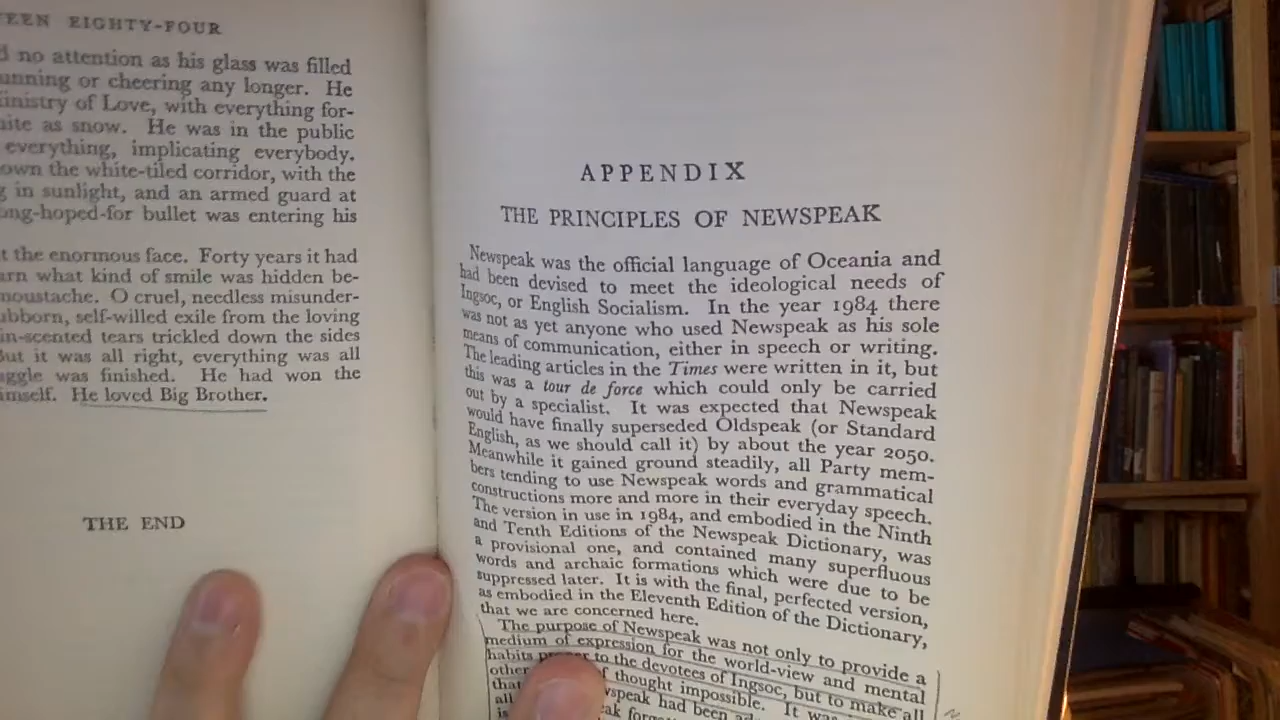 EEN EIGHTY-FOUR
no attention as his glass was filled
unning or cheering any longer. He
inistry of Love, with everything for-
ite as snow. He was in the public
everything, implicating everybody.
own the white-tiled corridor, with the
in sunlight, and an armed guard at
ong-hoped-for bullet was entering his
t the enormous face. Forty years it had
arn what kind of smile was hidden be-
moustache. O cruel, needless misunder-
ubborn, self-willed exile from the loving
in-scented tears trickled down the sides
But it was all right, everything was all
uggle was finished. He had won the
imself. He loved Big Brother.
THE END
APPENDIX
THE PRINCIPLES OF NEWSPEAK
Newspeak was the official language of Oceania and
had been devised to meet the ideological needs of
Ingsoc, or English Socialism. In the year 1984 there
was not as yet anyone who used Newspeak as his sole
means of communication, either in speech or writing.
The leading articles in the Times were written in it, but
this was a tour de force which could only be carried
out by a specialist. It was expected that Newspeak
would have finally superseded Oldspeak (or Standard
English, as we should call it) by about the year 2050.
Meanwhile it gained ground steadily, all Party mem-
bers tending to use Newspeak words and grammatical
constructions more and more in their everyday speech.
The version in use in 1984, and embodied in the Ninth
and Tenth Editions of the Newspeak Dictionary, was
a provisional one, and contained many superfluous
words and archaic formations which were due to be
suppressed later. It is with the final, perfected version,
as embodied in the Eleventh Edition of the Dictionary,
that we are concerned here.
The purpose of Newspeak was not only to provide a
medium of expression for the world-view and mental
habits to the devotees of Ingsoc, but to make all
other thought impossible. It was
that wspeak had been
all
is